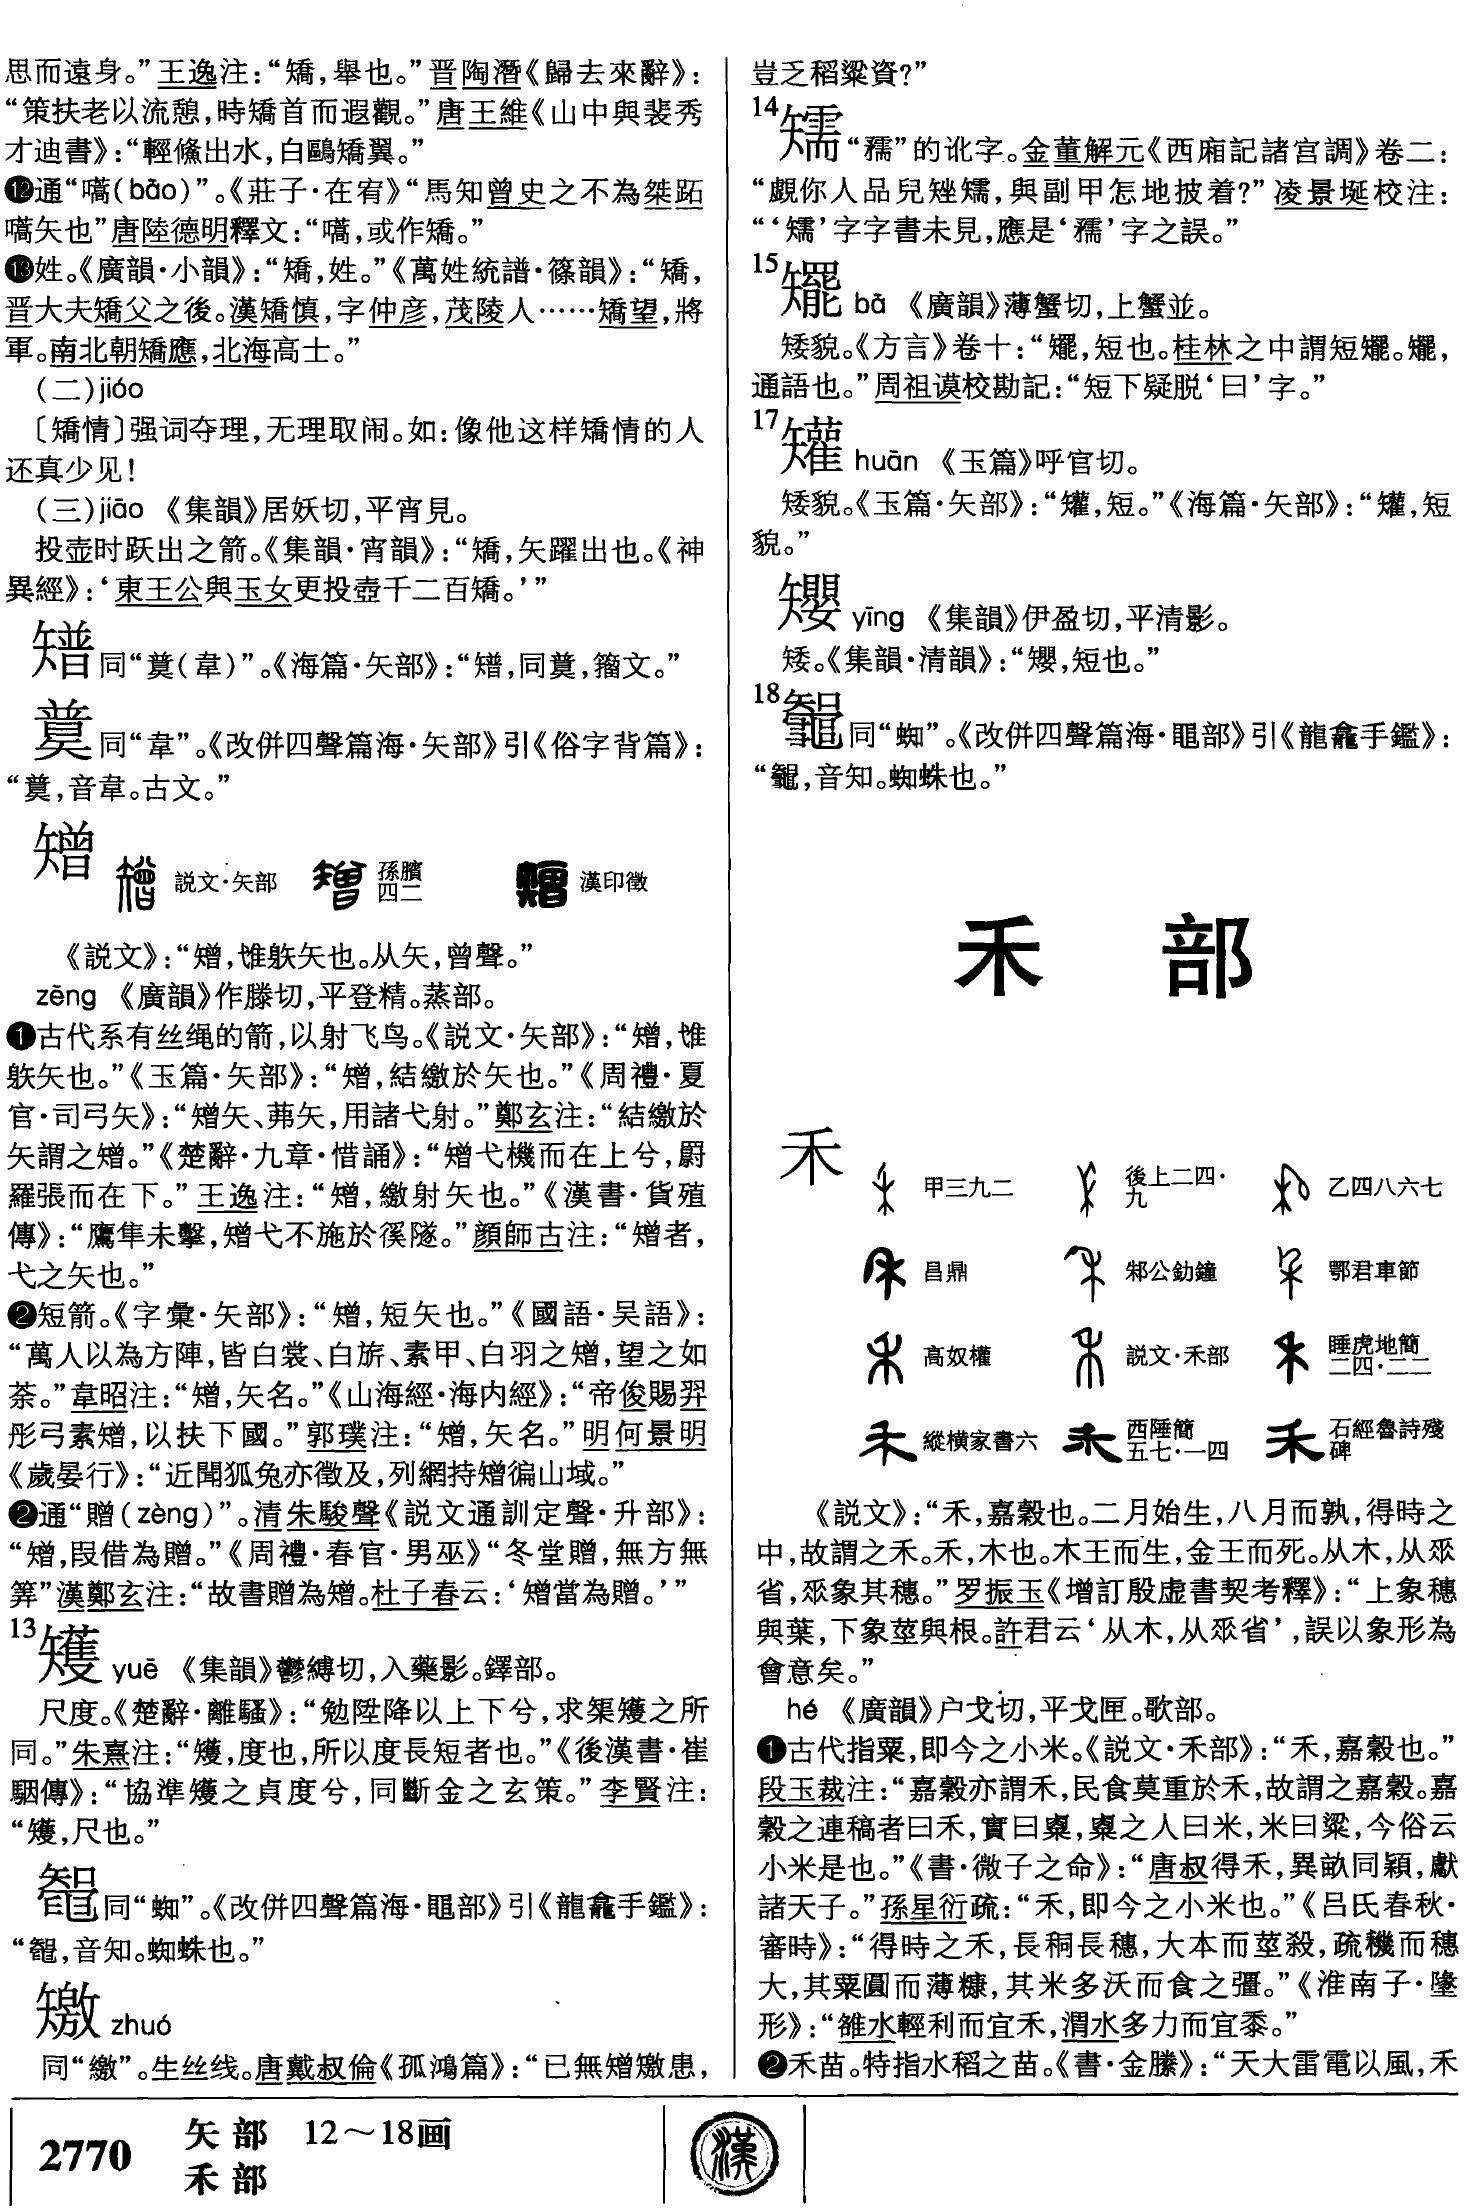 思而遠身。”王逸注：“矯，舉也。”晋陶潛《歸去來辭》：
“策扶老以流憩，時矯首而遐觀。”唐王維《山中與裴秀
才迪書》：“輕鯈出水，白鷗矯翼。”
⓬通“嚆(bǎo)”。《莊子·在宥》“馬知曾史之不為桀跖
嚆矢也”唐陸德明釋文：“嚆，或作矯。”
⓭姓。《廣韻·小韻》：“矯，姓。”《萬姓統譜·篠韻》：“矯，
晋大夫矯父之後。漢矯慎，字仲彦，茂陵人……矯望，將
軍。南北朝矯應，北海高士。”
(二)jióo
〔矯情〕强词夺理，无理取闹。如：像他这样矯情的人
还真少见！
(三)jiāo 《集韻》居妖切，平宵見。
投壶时跃出之箭。《集韻·宵韻》：“矯，矢躍出也。《神
異經》：‘東王公與玉女更投壺千二百矯。’”
同“韙(韋)”。《海篇·矢部》：
同“韋”。《改併四聲篇海·矢部》引《俗字背篇》：
音韋。古文。”
矰
説文·矢部 孫臏四二 漢印徵
《説文》：“矰，隿䠶矢也。从矢，曾聲。”
zēng 《廣韻》作滕切，平登精。蒸部。
❶古代系有丝绳的箭，以射飞鸟。《説文·矢部》：“矰，隿
䠶矢也。”《玉篇·矢部》：“矰，結繳於矢也。”《周禮·夏
官·司弓矢》：“矰矢、茀矢，用諸弋射。”鄭玄注：“結繳於
矢謂之矰。”《楚辭·九章·惜誦》：“矰弋機而在上兮，罻
羅張而在下。”王逸注：“矰，繳射矢也。”《漢書·貨殖
傳》：“鷹隼未擊，矰弋不施於徯隧。”顔師古注：“矰者，
弋之矢也。”
❷短箭。《字彙·矢部》：“矰，短矢也。”《國語·吴語》：
“萬人以為方陣，皆白裳、白旂、素甲、白羽之矰，望之如
荼。”韋昭注：“矰，矢名。”《山海經·海内經》：“帝俊賜羿
彤弓素矰，以扶下國。”郭璞注：“矰，矢名。”明何景明
《歲晏行》：“近聞狐兔亦徵及，列網持矰徧山域。”
❷通“贈(zèng)”。清朱駿聲《説文通訓定聲·升部》：
“矰，叚借為贈。”《周禮·春官·男巫》“冬堂贈，無方無
筭”漢鄭玄注：“故書贈為矰。杜子春云：‘矰當為贈。’”
13
矱 yuē 《集韻》鬱縛切，入藥影。鐸部。
尺度。《楚辭·離騷》：“勉陞降以上下兮，求榘矱之所
同。”朱熹注：“矱，度也，所以度長短者也。”《後漢書·崔
駰傳》：“協準矱之貞度兮，同斷金之玄策。”李賢注：
“矱，尺也。”
同“蜘”。《改併四聲篇海·黽部》引《龍龕手鑑》：
音知。蜘蛛也。”
zhuó
同“繳”。生丝线。唐戴叔倫《孤鴻篇》：“已無矰㰾患，
豈乏稻粱資？”
14
“孺”的讹字。金董解元《西廂記諸宫調》卷二：
“覷你人品兒矬矲，與副甲怎地披着？”凌景埏校注：
字字書未見，應是‘孺’字之誤。”
15
矲 bà 《廣韻》薄蟹切，上蟹並。
矮貌。《方言》卷十：“矲，短也。桂林之中謂短矲。矲，
通語也。”周祖谟校勘記：“短下疑脱‘曰’字。”
17
矔 huān 《玉篇》呼官切。
矮貌。《玉篇·矢部》：《海篇·矢部》：短
貌。”
yīng 《集韻》伊盈切，平清影。
矮。《集韻·清韻》：短也。”
18
同“蜘”。《改併四聲篇海·黽部》引《龍龕手鑑》：
音知。蜘蛛也。”
禾 部
禾
甲三九二 後上二四·九 乙四八六七
昌鼎 邾公釛鐘 鄂君車節
高奴權 説文·禾部 睡虎地簡二四·二二
縱横家書六 西陲簡五七·一四 石經魯詩殘碑
《説文》：“禾，嘉穀也。二月始生，八月而孰，得時之
中，故謂之禾。禾，木也。木王而生，金王而死。从木，从𠂹
省，𠂹象其穗。”罗振玉《增訂殷虚書契考釋》：“上象穗
與葉，下象莖與根。許君云‘从木，从𠂹省’，誤以象形為
會意矣。”
hé 《廣韻》户戈切，平戈匣。歌部。
❶古代指粟，即今之小米。《説文·禾部》：“禾，嘉穀也。”
段玉裁注：“嘉穀亦謂禾，民食莫重於禾，故謂之嘉穀。嘉
穀之連稿者曰禾，實曰粟，粟之人曰米，米曰粱，今俗云
小米是也。”《書·微子之命》：“唐叔得禾，異畝同穎，獻
諸天子。”孫星衍疏：“禾，即今之小米也。”《吕氏春秋·
審時》：“得時之禾，長秱長穗，大本而莖殺，疏穖而穗
大，其粟圓而薄糠，其米多沃而食之彊。”《淮南子·墬
形》：“雒水輕利而宜禾，渭水多力而宜黍。”
❷禾苗。特指水稻之苗。《書·金縢》：“天大雷電以風，禾
2770 矢部 12～18画
禾部
漢